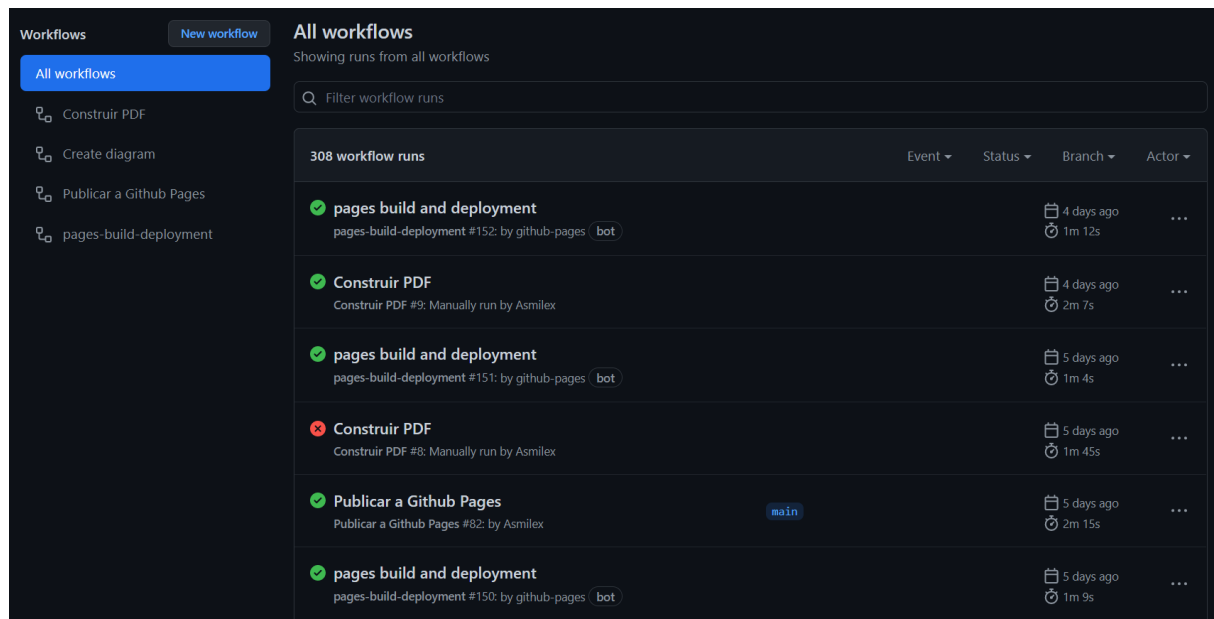 Workflows
New workflow
All workflows
Construir PDF
Create diagram
Publicar a Github Pages
pages-build-deployment
All workflows
Showing runs from all workflows
Filter workflow runs
308 workflow runs
Event
Status
Branch
Actor
pages build and deployment
pages-build-deployment #152: by github-pages bot
4 days ago
1m 12s
Construir PDF
Construir PDF #9: Manually run by Asmilex
4 days ago
2m 7s
pages build and deployment
pages-build-deployment #151: by github-pages bot
5 days ago
1m 4s
Construir PDF
Construir PDF #8: Manually run by Asmilex
5 days ago
1m 45s
Publicar a Github Pages
Publicar a Github Pages #82: by Asmilex
main
5 days ago
2m 15s
pages build and deployment
pages-build-deployment #150: by github-pages bot
5 days ago
1m 9s